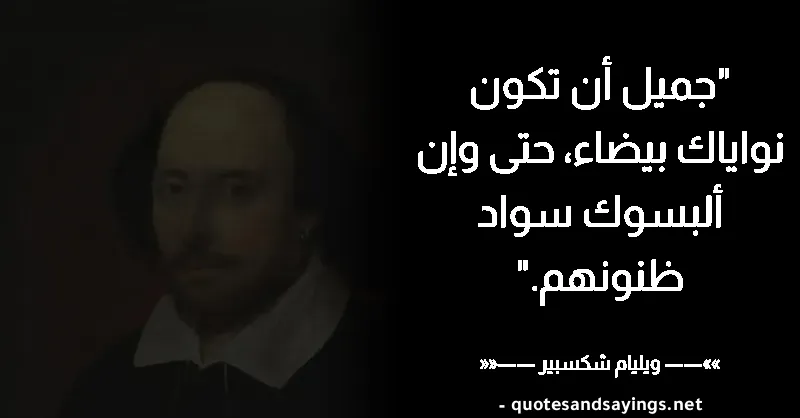 "جميل أن تكون
نواياك بيضاء، حتى وإن
ألبسوك سواد
ظنونهم."
»»——— ويليام شكسبير ———««
- quotesandsayings.net